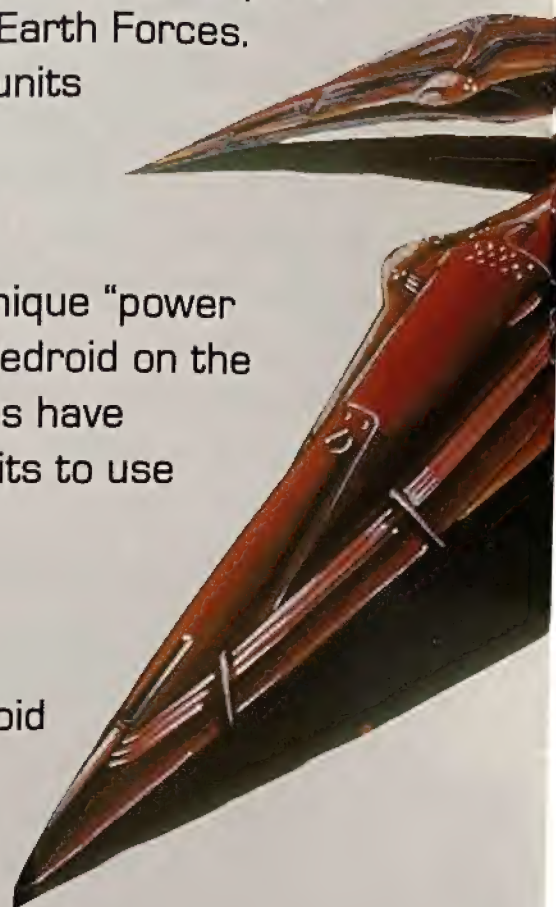 Earth Forces.
units
nique “power
edroid on the
s have
its to use
oid